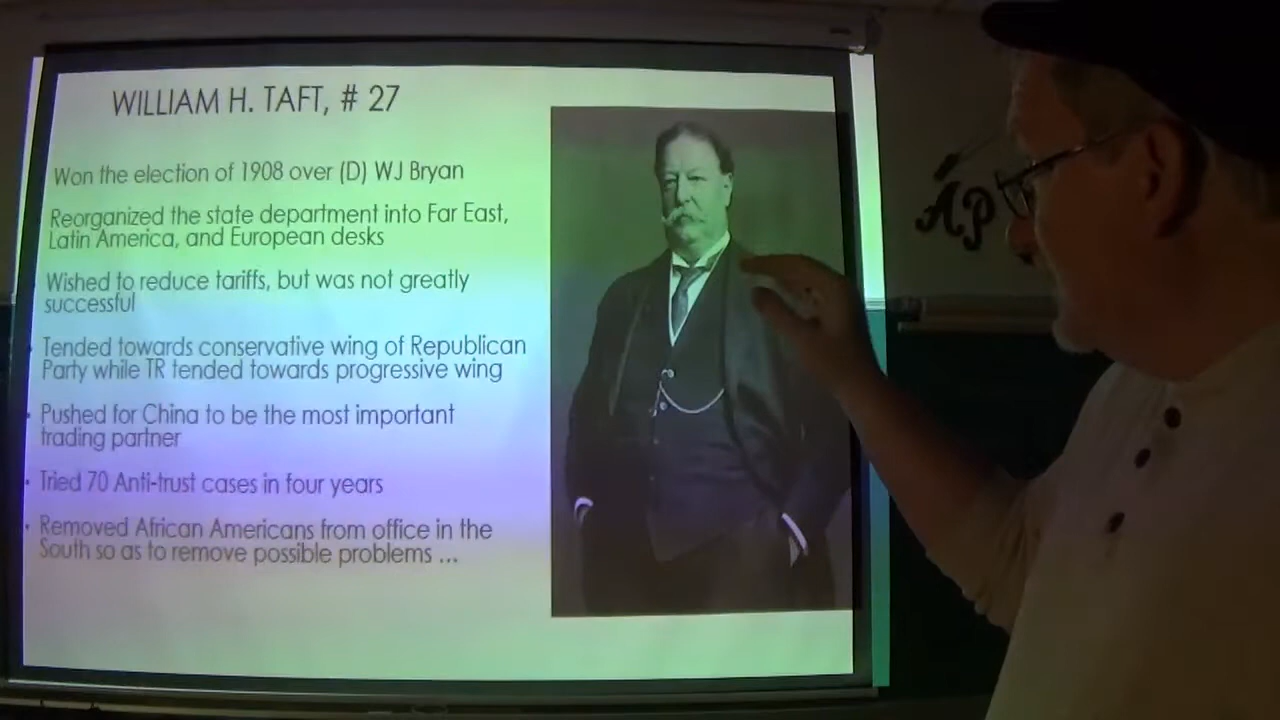 WILLIAM H. TAFT, # 27
Won the election of 1908 over (D) WJ Bryan
Reorganized the state department into Far East,
Latin America, and European desks
Wished to reduce tariffs, but was not greatly
successful
• Tended towards conservative wing of Republican
Party while TR tended towards progressive wing
• Pushed for China to be the most important
trading partner
• Tried 70 Anti-trust cases in four years
• Removed African Americans from office in the
South so as to remove possible problems ...
AP